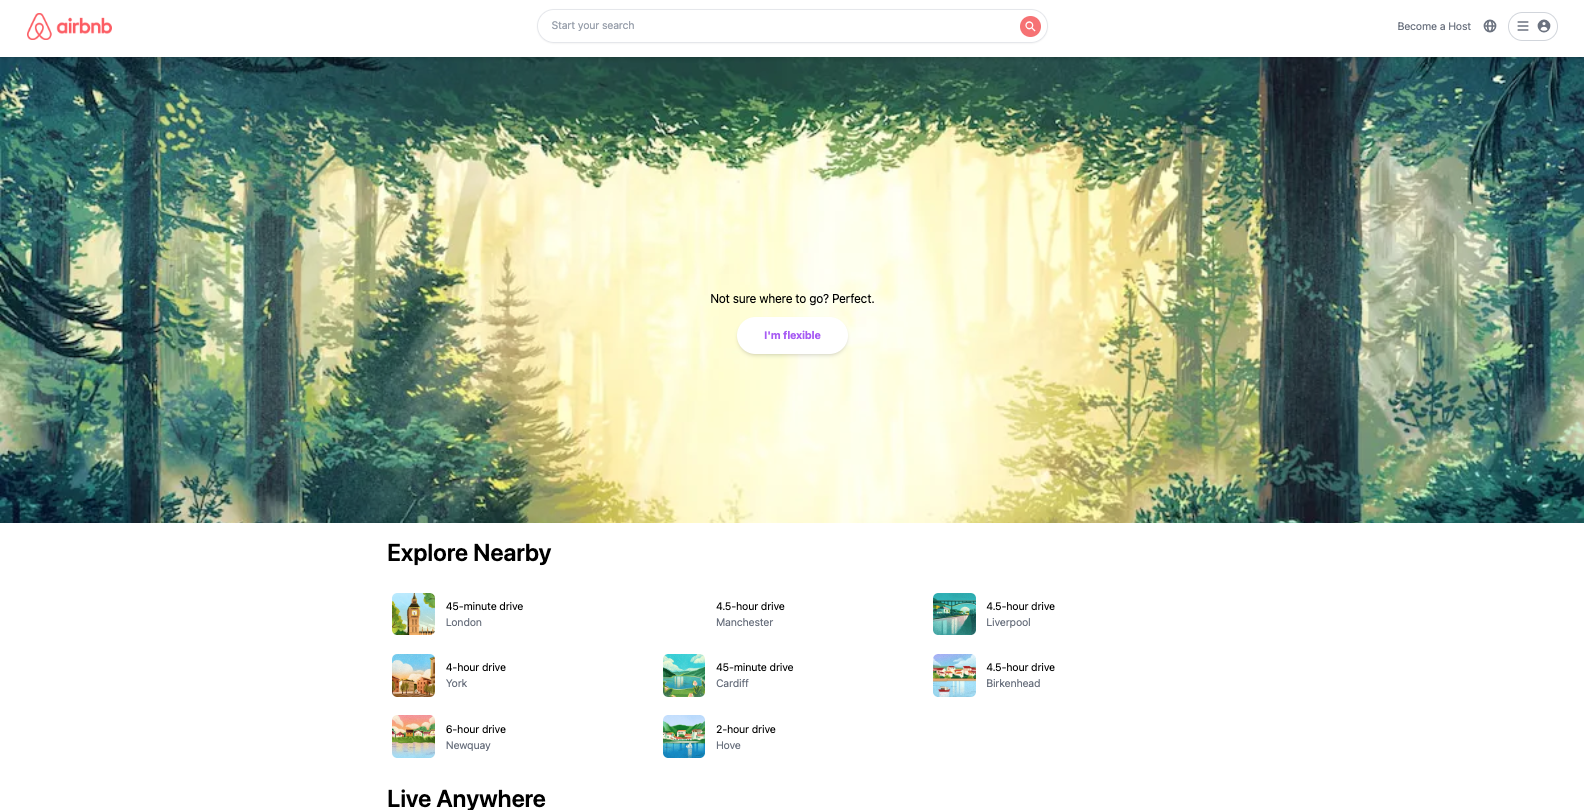 airbnb
Start your search
Become a Host
Not sure where to go? Perfect.
I'm flexible
Explore Nearby
45-minute drive
London
4.5-hour drive
Manchester
4.5-hour drive
Liverpool
4-hour drive
York
45-minute drive
Cardiff
4.5-hour drive
Birkenhead
6-hour drive
Newquay
2-hour drive
Hove
Live Anywhere